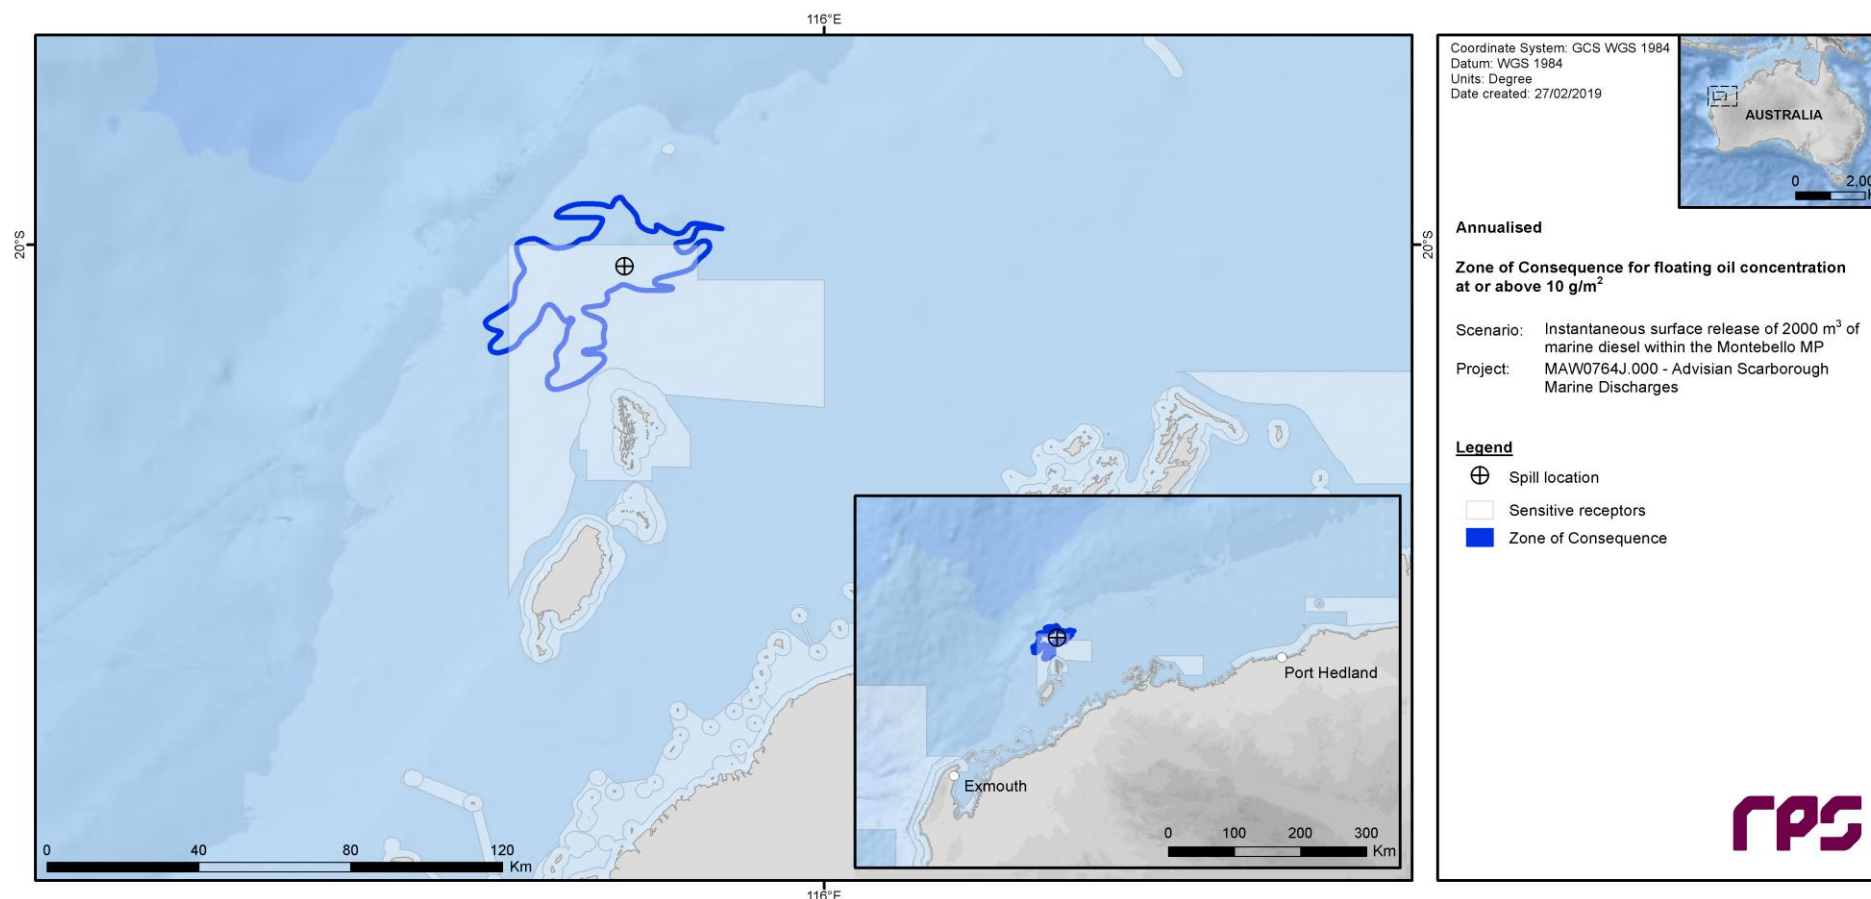 116°E
20°S
20°S
116°E
0 40 80 120 Km
Exmouth
Port Hedland
0 100 200 300 Km
Coordinate System: GCS WGS 1984
Datum: WGS 1984
Units: Degree
Date created: 27/02/2019
AUSTRALIA
0
Annualised
Zone of Consequence for floating oil concentration
at or above 10 g/m²
Scenario: Instantaneous surface release of 2000 m³ of
marine diesel within the Montebello MP
Project: MAW0764J.000 - Advisian Scarborough
Marine Discharges
Legend
Spill location
Sensitive receptors
Zone of Consequence
rps